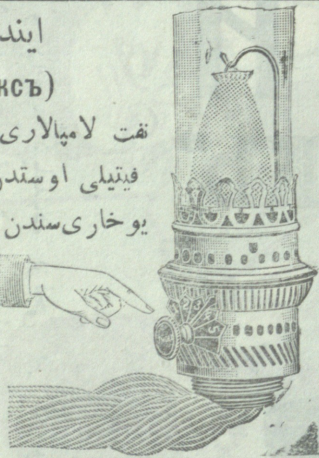 ایند
ксъ)
نفت لامپالاری
فیتیلی اوستدن
یوخاری‌سندن